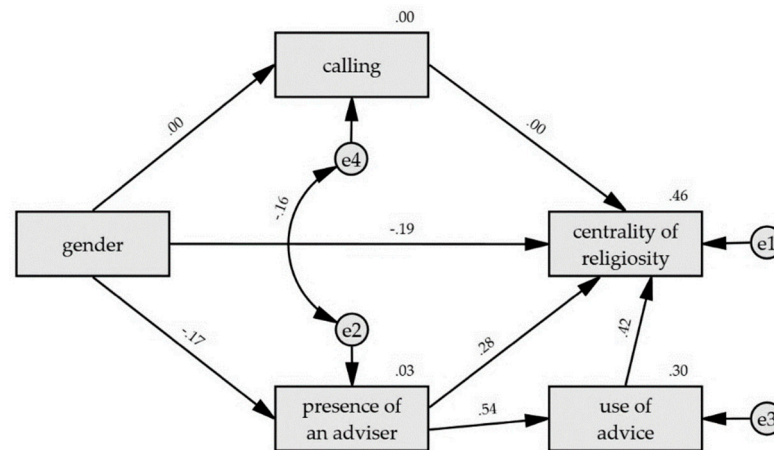 .00
calling
.00
.00
e4
-.16
.46
gender
-.19
centrality of
religiosity
e1
-.17
e2
.28
.42
.03
.30
presence of
an adviser
.54
use of
advice
e3